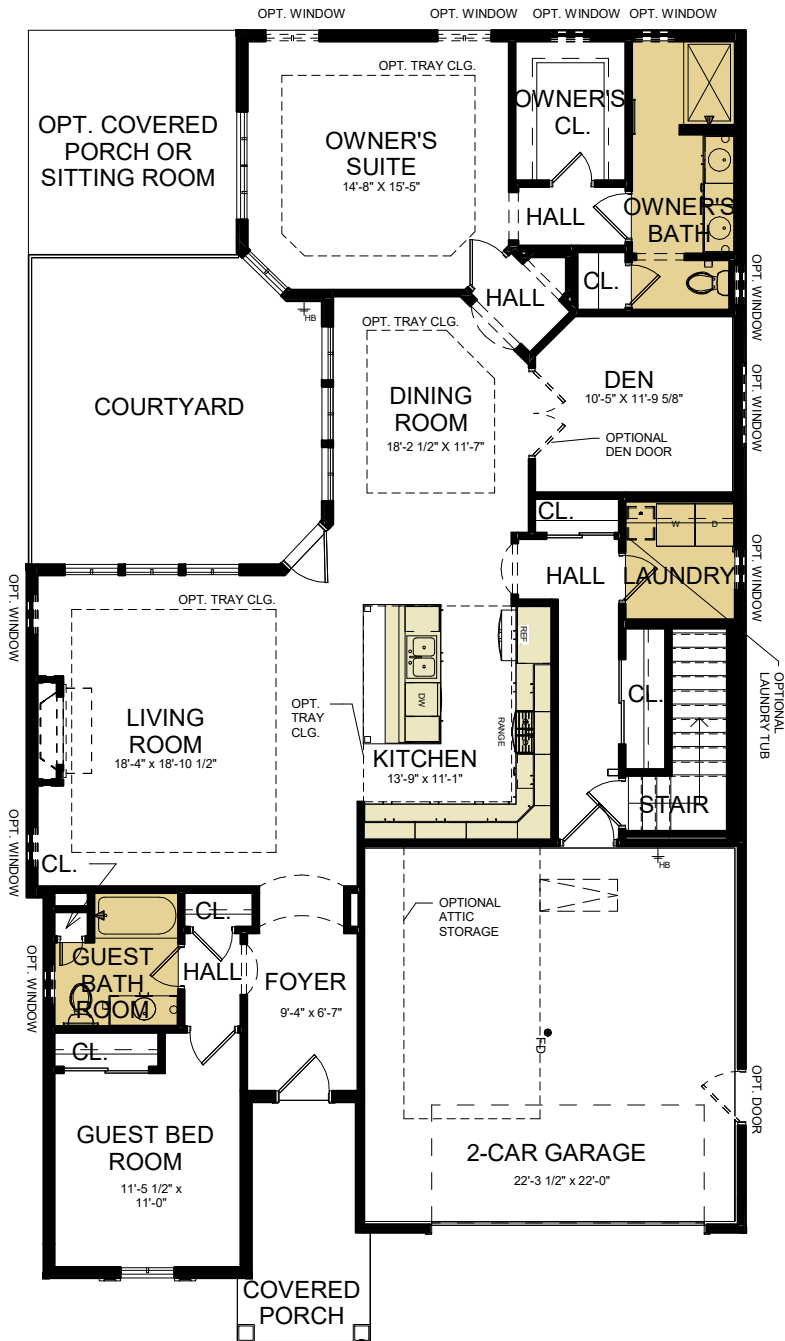 OPT. WINDOW
OPT. WINDOW
OPT. WINDOW
OPT. WINDOW
OPT. TRAY CLG.
OPT. COVERED
PORCH OR
SITTING ROOM
OWNER'S
SUITE
14'-8" X 15'-5"
OWNER'S
CL.
HALL
OWNER'S
BATH
CL.
HALL
OPT. WINDOW
HB
OPT. TRAY CLG.
COURTYARD
DINING
ROOM
18'-2 1/2" X 11'-7"
DEN
10'-5" X 11'-9 5/8"
OPT. WINDOW
OPTIONAL
DEN DOOR
CL.
W
D
HALL
LAUNDRY
OPT. WINDOW
OPT. WINDOW
OPT. TRAY CLG.
REF.
DW
RANGE
CL.
OPTIONAL
LAUNDRY TUB
LIVING
ROOM
18'-4" x 18'-10 1/2"
OPT.
TRAY
CLG.
KITCHEN
13'-9" x 11'-1"
STAIR
OPT. WINDOW
CL.
HB
CL.
OPTIONAL
ATTIC
STORAGE
OPT. WINDOW
GUEST
BATH
ROOM
HALL
FOYER
9'-4" x 6'-7"
FD
CL.
OPT. DOOR
GUEST BED
ROOM
11'-5 1/2" x
11'-0"
2-CAR GARAGE
22'-3 1/2" x 22'-0"
COVERED
PORCH